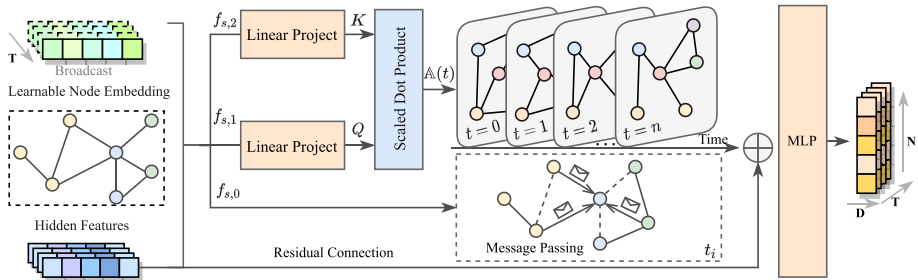 T
Broadcast
Learnable Node Embedding
Hidden Features
f_{s,2}
Linear Project
K
f_{s,1}
Linear Project
Q
f_{s,0}
Scaled Dot Product
𝔸(t)
t = 0
t = 1
t = 2
t = n
...
Time
Message Passing
t_i
Residual Connection
MLP
N
D
T